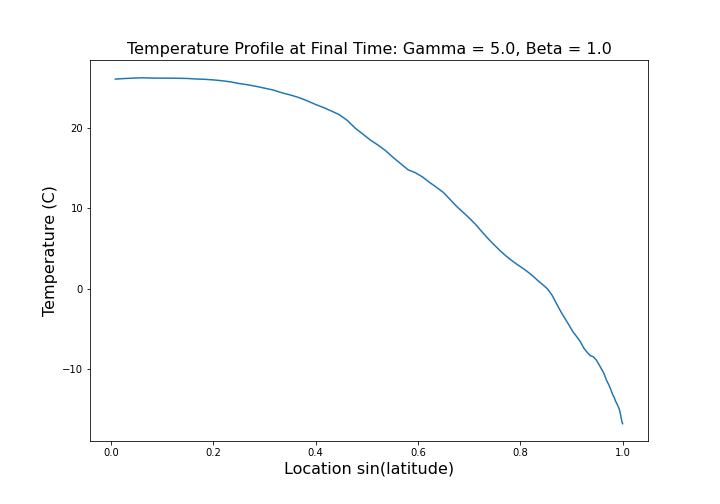 Temperature Profile at Final Time: Gamma = 5.0, Beta = 1.0
Temperature (C)
20
10
0
−10
0.0 0.2 0.4 0.6 0.8 1.0
Location sin(latitude)